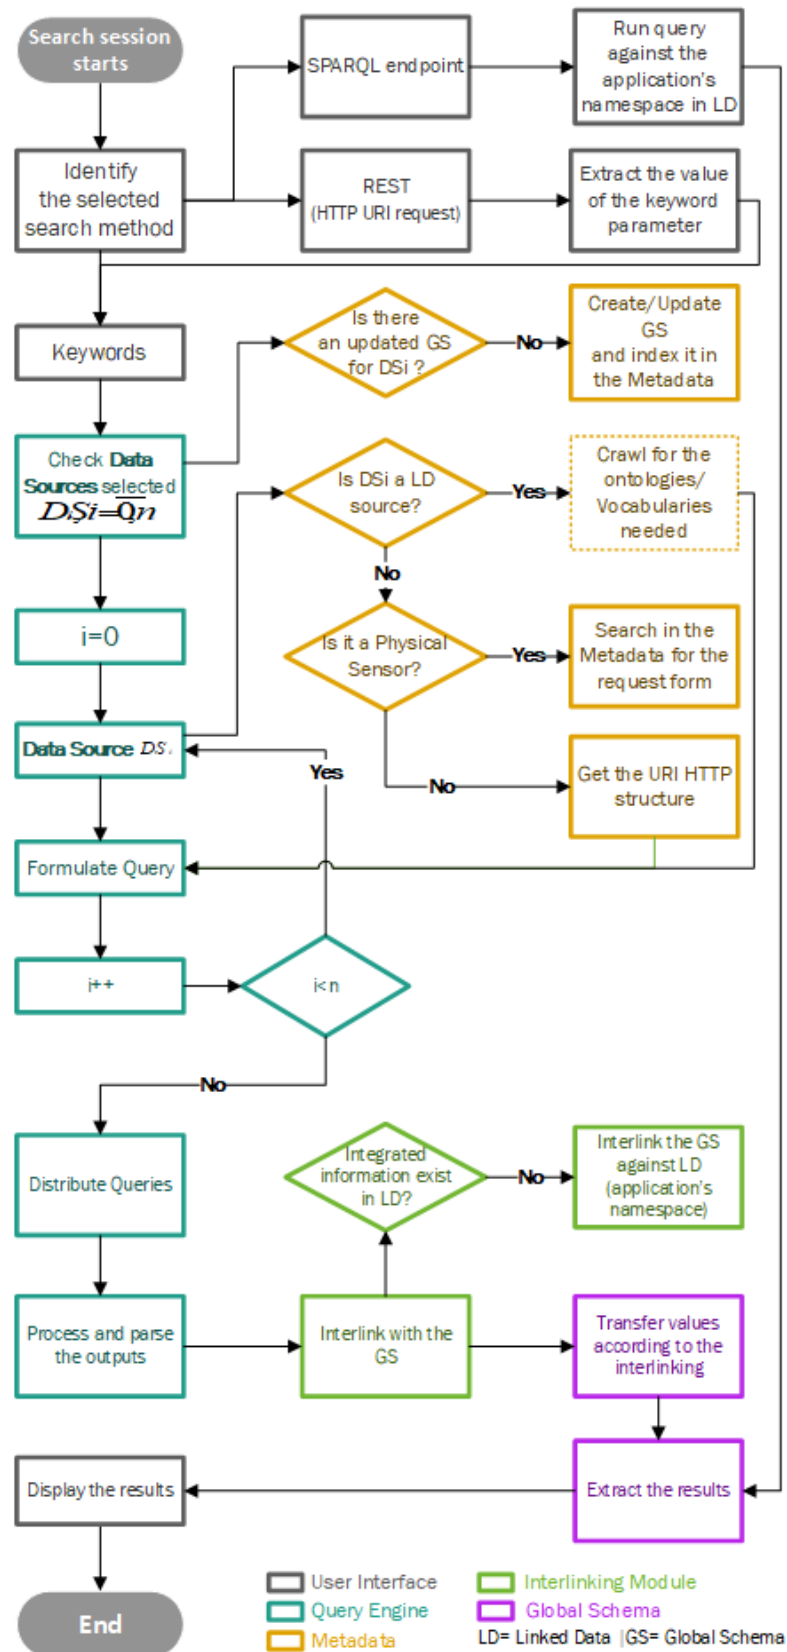 Search session
starts
SPARQL endpoint
Run query
against the
application's
namespace in LD
Identify
the selected
search method
REST
(HTTP URI request)
Extract the value
of the keyword
parameter
Keywords
Is there
an updated GS
for DSi ?
No
Create/Update
GS
and index it in
the Metadata
Check Data
Sources selected
DSi=0,n
Is DSi a LD
source?
Yes
Crawl for the
ontologies/
Vocabularies
needed
No
i=0
Is it a Physical
Sensor?
Yes
Search in the
Metadata for the
request form
Data Source DSi
Yes
No
Get the URI HTTP
structure
Formulate Query
i++
i<n
No
Distribute Queries
Integrated
information exist
in LD?
No
Interlink the GS
against LD
(application's
namespace)
Process and parse
the outputs
Interlink with the
GS
Transfer values
according to the
interlinking
Display the results
Extract the results
End
User Interface
Interlinking Module
Query Engine
Global Schema
Metadata
LD= Linked Data |GS= Global Schema